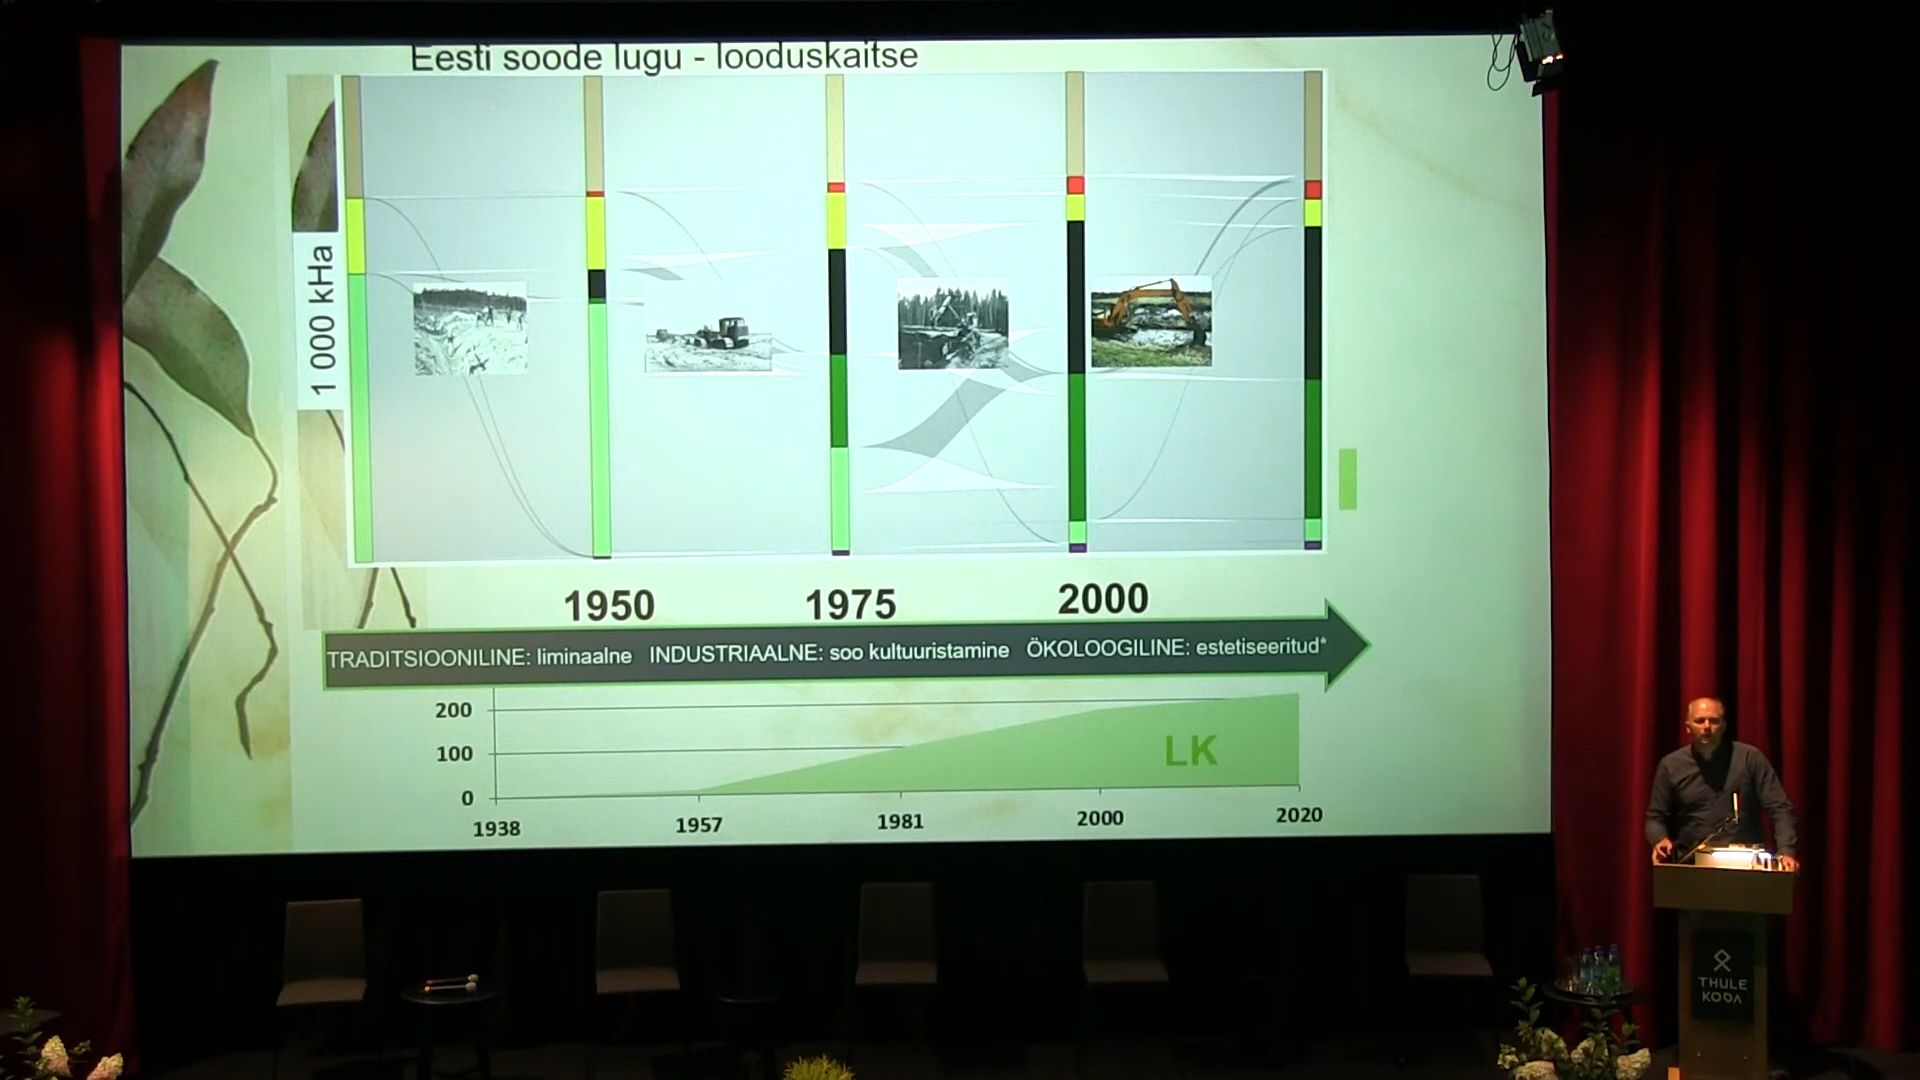 Eesti soode lugu - looduskaitse
1 000 kHa
1950 1975 2000
TRADITSIOONILINE: liminaalne INDUSTRIAALNE: soo kultuuristamine ÖKOLOOGILINE: estetiseeritud*
200
100
0
LK
1938 1957 1981 2000 2020
THULE
KODA